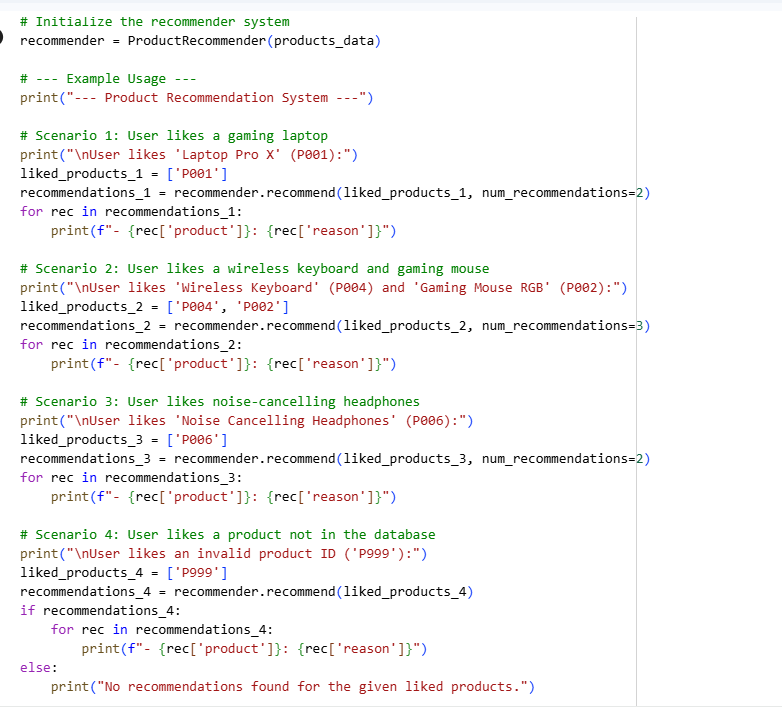 # Initialize the recommender system
recommender = ProductRecommender(products_data)

# --- Example Usage ---
print("--- Product Recommendation System ---")

# Scenario 1: User likes a gaming laptop
print("\nUser likes 'Laptop Pro X' (P001):")
liked_products_1 = ['P001']
recommendations_1 = recommender.recommend(liked_products_1, num_recommendations=2)
for rec in recommendations_1:
    print(f"- {rec['product']}: {rec['reason']}")

# Scenario 2: User likes a wireless keyboard and gaming mouse
print("\nUser likes 'Wireless Keyboard' (P004) and 'Gaming Mouse RGB' (P002):")
liked_products_2 = ['P004', 'P002']
recommendations_2 = recommender.recommend(liked_products_2, num_recommendations=3)
for rec in recommendations_2:
    print(f"- {rec['product']}: {rec['reason']}")

# Scenario 3: User likes noise-cancelling headphones
print("\nUser likes 'Noise Cancelling Headphones' (P006):")
liked_products_3 = ['P006']
recommendations_3 = recommender.recommend(liked_products_3, num_recommendations=2)
for rec in recommendations_3:
    print(f"- {rec['product']}: {rec['reason']}")

# Scenario 4: User likes a product not in the database
print("\nUser likes an invalid product ID ('P999'):")
liked_products_4 = ['P999']
recommendations_4 = recommender.recommend(liked_products_4)
if recommendations_4:
    for rec in recommendations_4:
        print(f"- {rec['product']}: {rec['reason']}")
else:
    print("No recommendations found for the given liked products.")